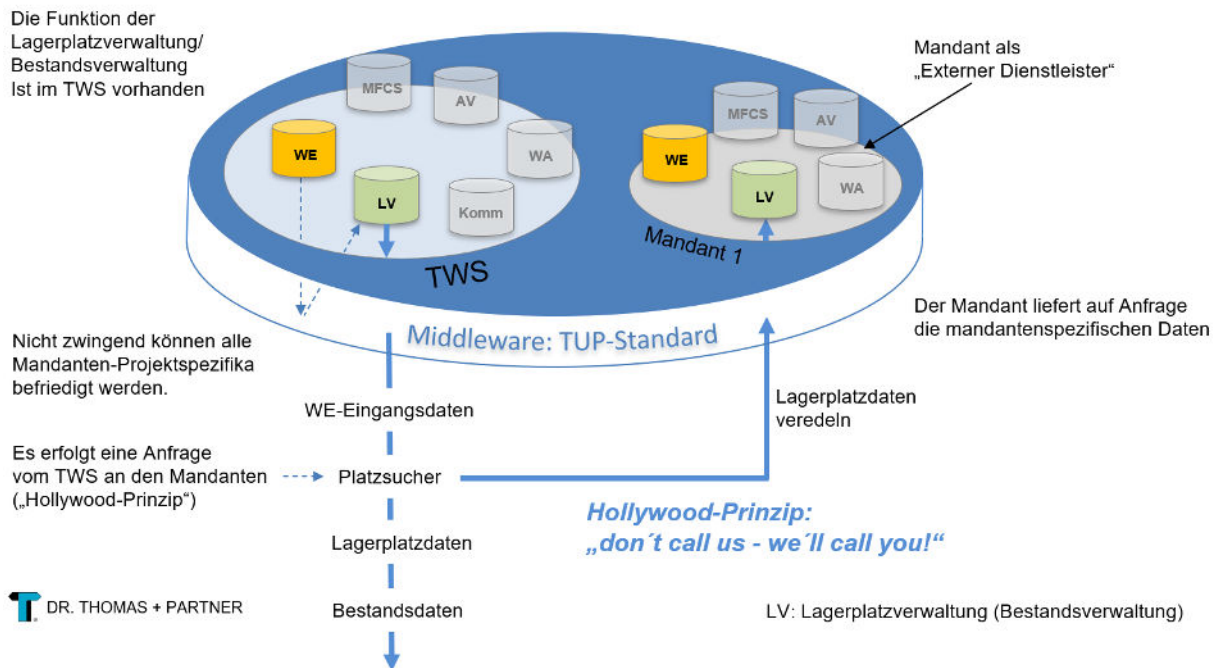 Die Funktion der
Lagerplatzverwaltung/
Bestandsverwaltung
Ist im TWS vorhanden
MFCS
AV
WE
WA
LV
Komm
TWS
Mandant als
„Externer Dienstleister“
MFCS
AV
WE
LV
WA
Mandant 1
Middleware: TUP-Standard
Der Mandant liefert auf Anfrage
die mandantenspezifischen Daten
Nicht zwingend können alle
Mandanten-Projektspezifika
befriedigt werden.
WE-Eingangsdaten
Lagerplatzdaten
veredeln
Es erfolgt eine Anfrage
vom TWS an den Mandanten
(„Hollywood-Prinzip“)
Platzsucher
Hollywood-Prinzip:
„don´t call us - we´ll call you!“
Lagerplatzdaten
Bestandsdaten
DR. THOMAS + PARTNER
LV: Lagerplatzverwaltung (Bestandsverwaltung)